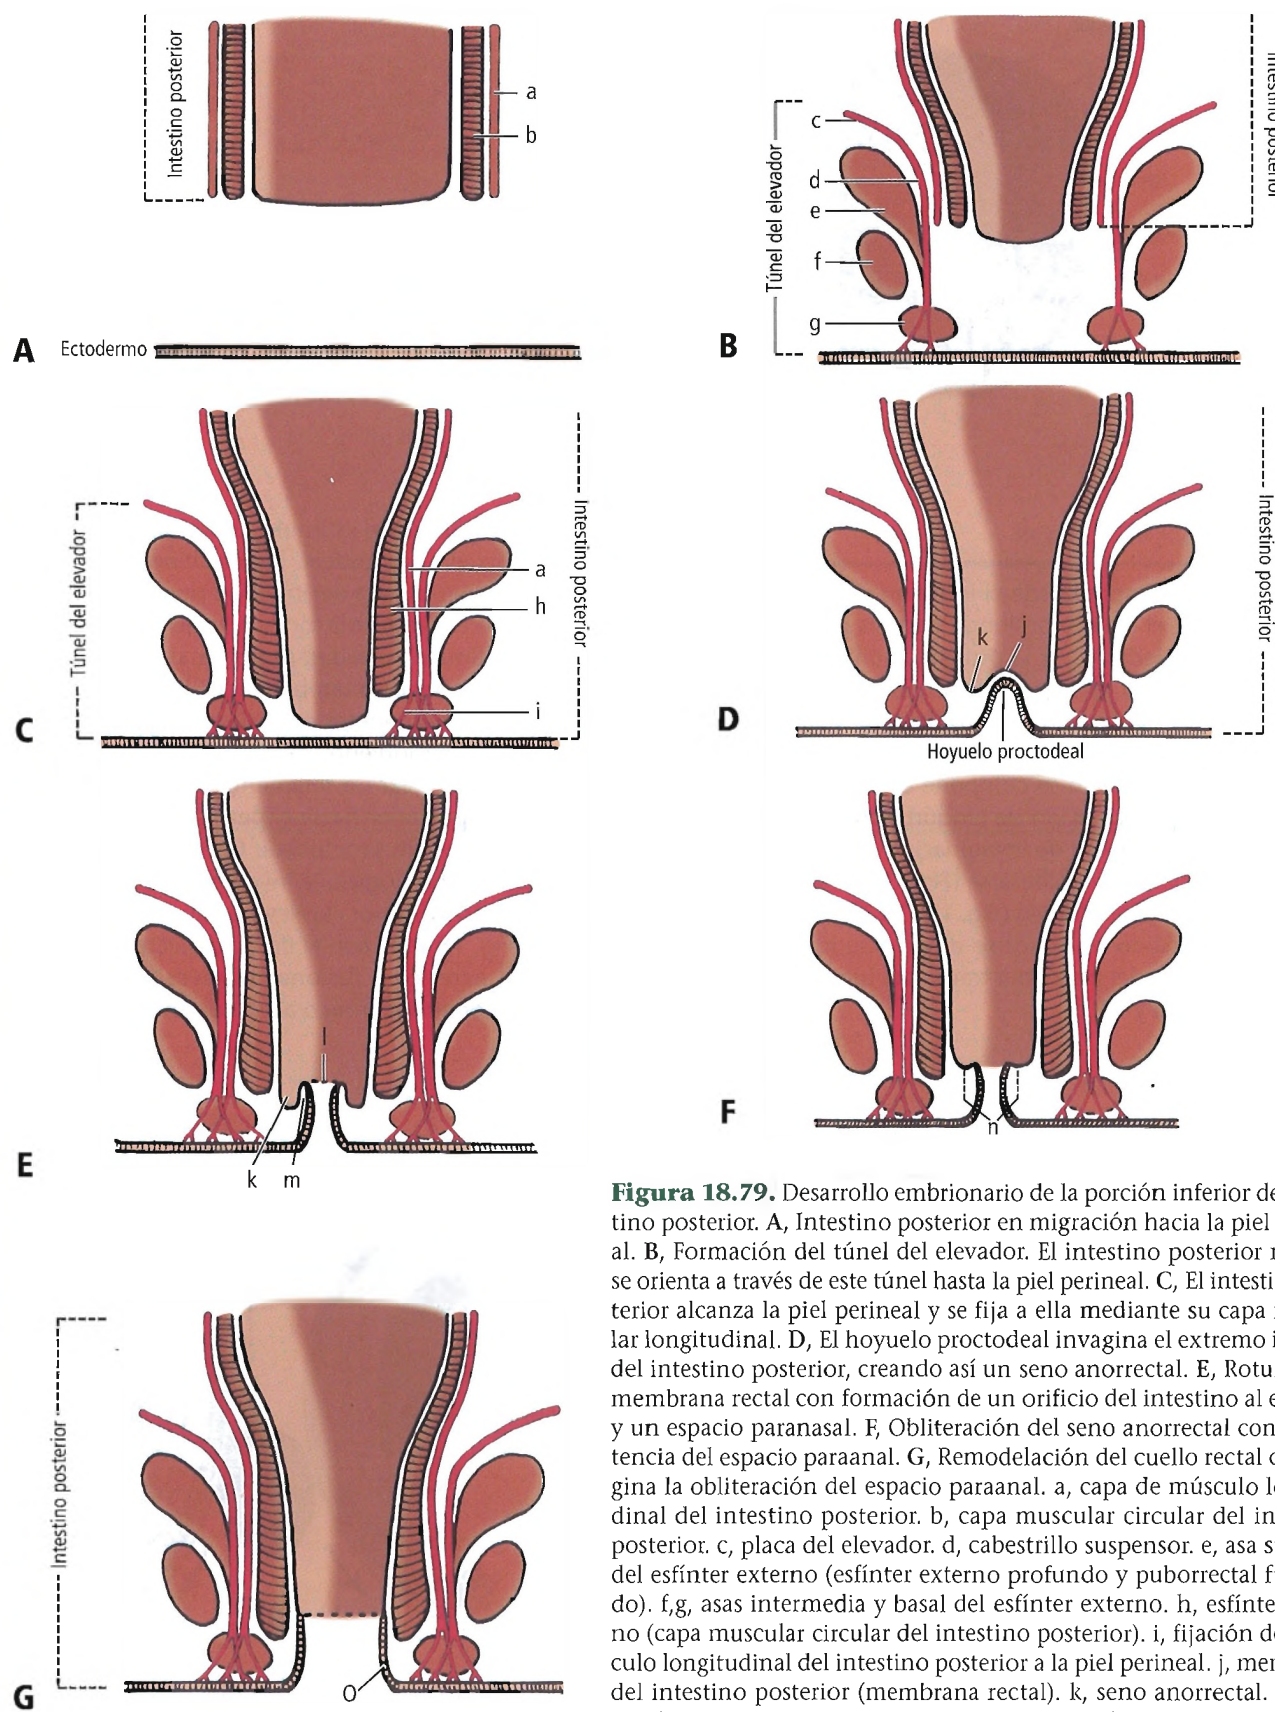 Intestino posterior
a
b
A
Ectodermo
Túnel del elevador
c
d
e
f
g
B
Intestino posterior
Túnel del elevador
a
h
i
C
Intestino posterior
k
j
D
Hoyuelo proctodeal
Intestino posterior
l
E
k m
F
n
Intestino posterior
G
O
Figura 18.79. Desarrollo embrionario de la porción inferior de
tino posterior. A, Intestino posterior en migración hacia la piel
al. B, Formación del túnel del elevador. El intestino posterior
se orienta a través de este túnel hasta la piel perineal. C, El intesti
terior alcanza la piel perineal y se fija a ella mediante su capa
lar longitudinal. D, El hoyuelo proctodeal invagina el extremo i
del intestino posterior, creando así un seno anorrectal. E, Rotu
membrana rectal con formación de un orificio del intestino al e
y un espacio paranasal. F, Obliteración del seno anorrectal con
tencia del espacio paraanal. G, Remodelación del cuello rectal
gina la obliteración del espacio paraanal. a, capa de músculo l
dinal del intestino posterior. b, capa muscular circular del in
posterior. c, placa del elevador. d, cabestrillo suspensor. e, asa s
del esfínter externo (esfínter externo profundo y puborrectal f
do). f,g, asas intermedia y basal del esfínter externo. h, esfínte
no (capa muscular circular del intestino posterior). i, fijación de
culo longitudinal del intestino posterior a la piel perineal. j, mem
del intestino posterior (membrana rectal). k, seno anorrectal.